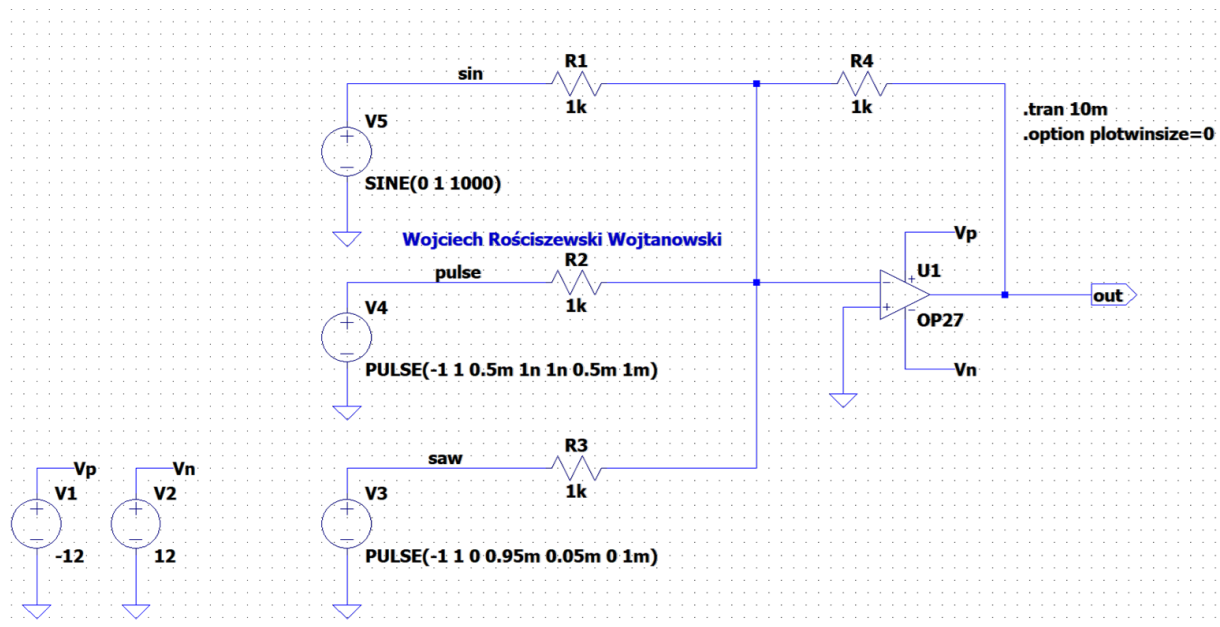 sin
R1
1k
R4
1k
.tran 10m
.option plotwinsize=0
V5
SINE(0 1 1000)
Wojciech Rościszewski Wojtanowski
pulse
R2
1k
V4
PULSE(-1 1 0.5m 1n 1n 0.5m 1m)
Vp
U1
OP27
out
Vn
saw
R3
1k
V3
PULSE(-1 1 0 0.95m 0.05m 0 1m)
Vp
V1
-12
Vn
V2
12